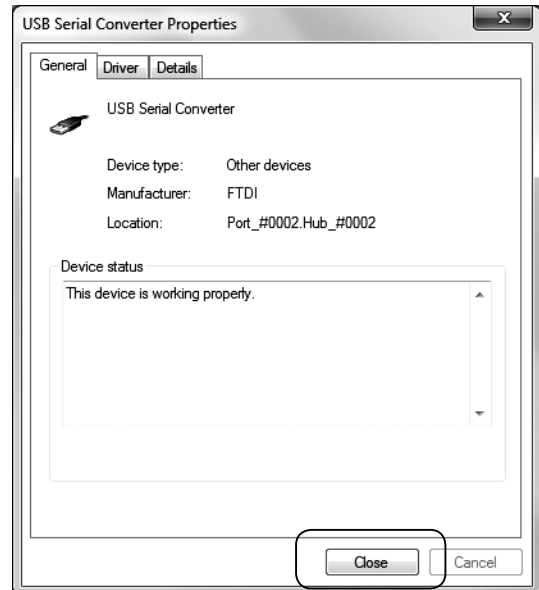 USB Serial Converter Properties
x
General Driver Details
USB Serial Converter
Device type: Other devices
Manufacturer: FTDI
Location: Port_#0002.Hub_#0002
Device status
This device is working properly.
Close Cancel